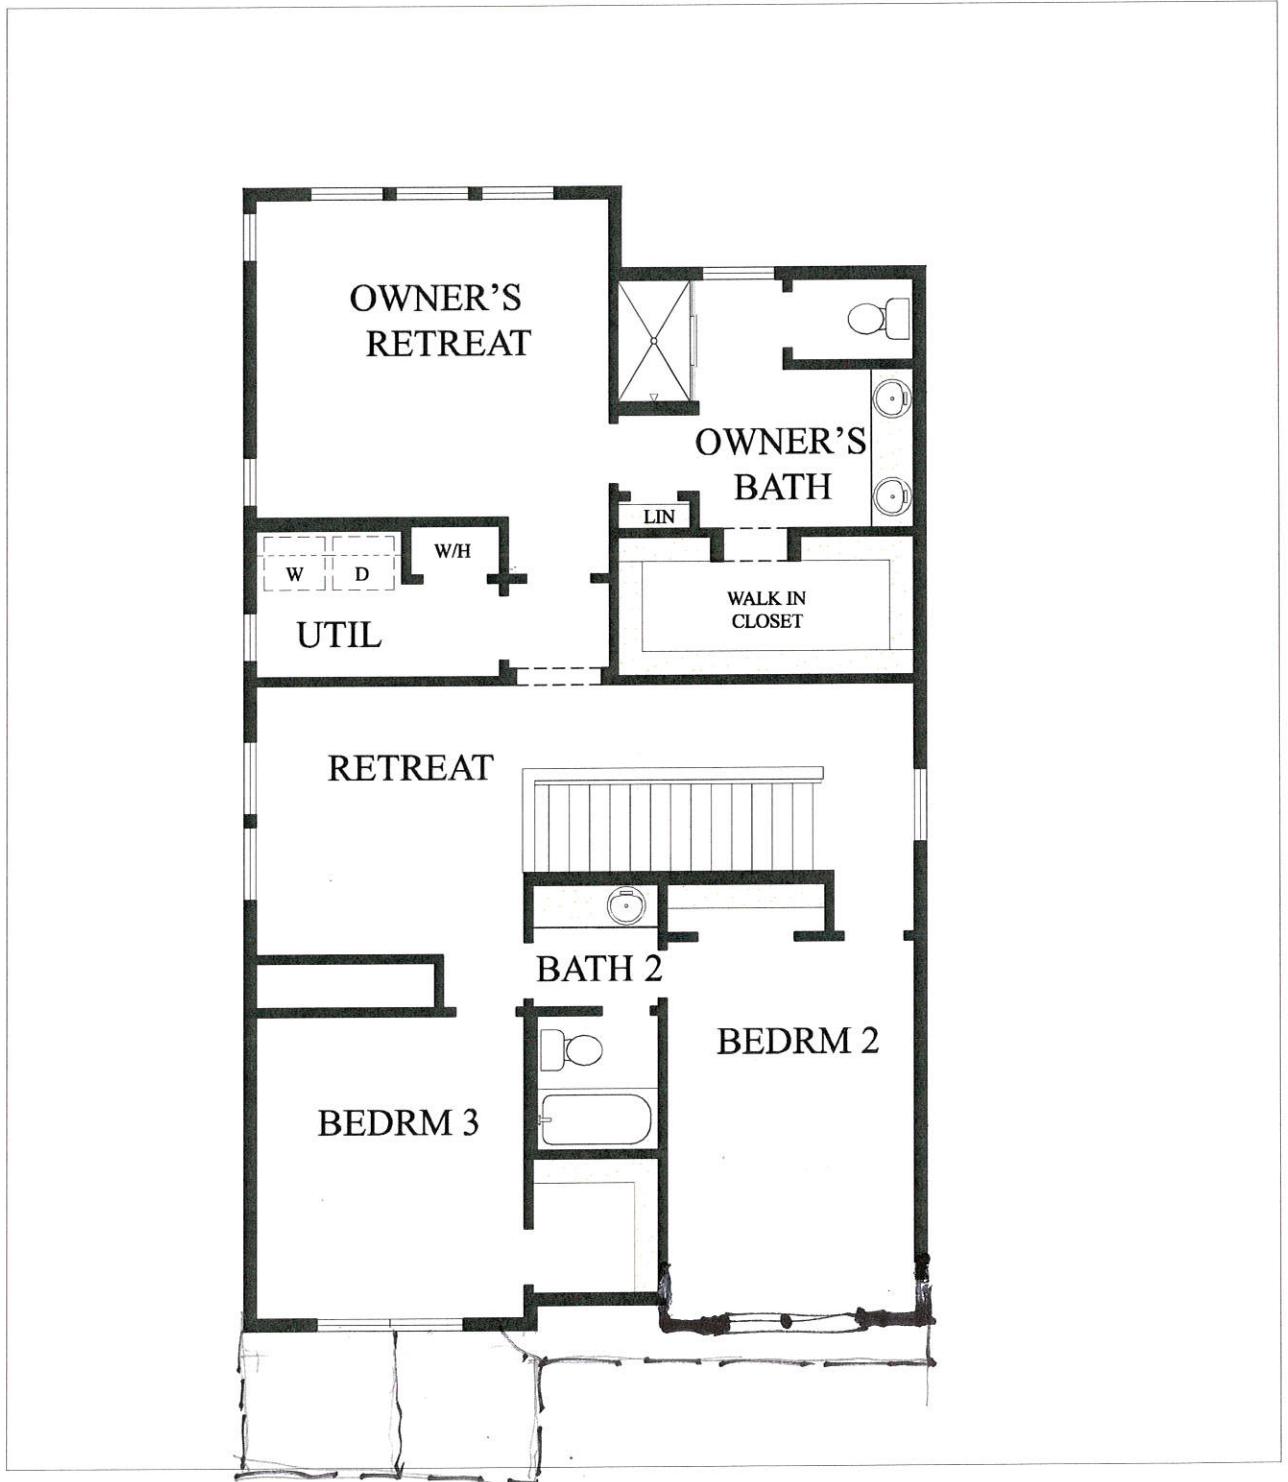 OWNER'S
RETREAT
OWNER'S
BATH
LIN
W/H
W
D
UTIL
WALK IN
CLOSET
RETREAT
BATH 2
BEDRM 2
BEDRM 3